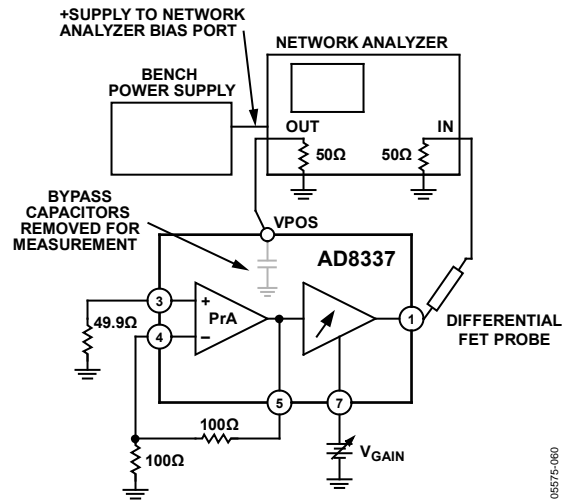 +SUPPLY TO NETWORK
ANALYZER BIAS PORT
NETWORK ANALYZER
BENCH
POWER SUPPLY
OUT
IN
50Ω
50Ω
BYPASS
CAPACITORS
REMOVED FOR
MEASUREMENT
VPOS
AD8337
3
+
PrA
49.9Ω
4
−
1
DIFFERENTIAL
FET PROBE
5
7
100Ω
VGAIN
100Ω
05575-060